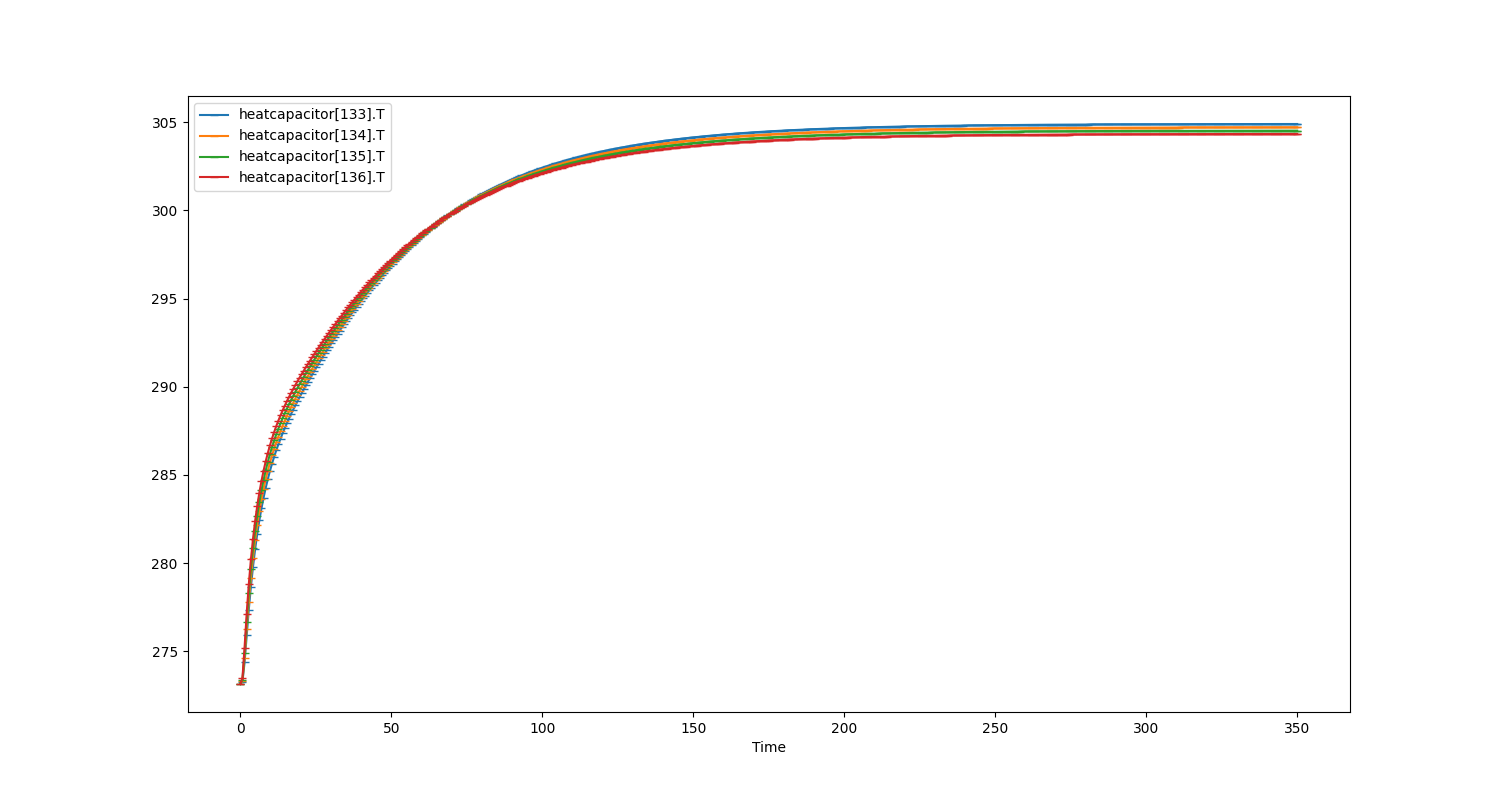 heatcapacitor[133].T
heatcapacitor[134].T
heatcapacitor[135].T
heatcapacitor[136].T
305
300
295
290
285
280
275
0 50 100 150 200 250 300 350
Time